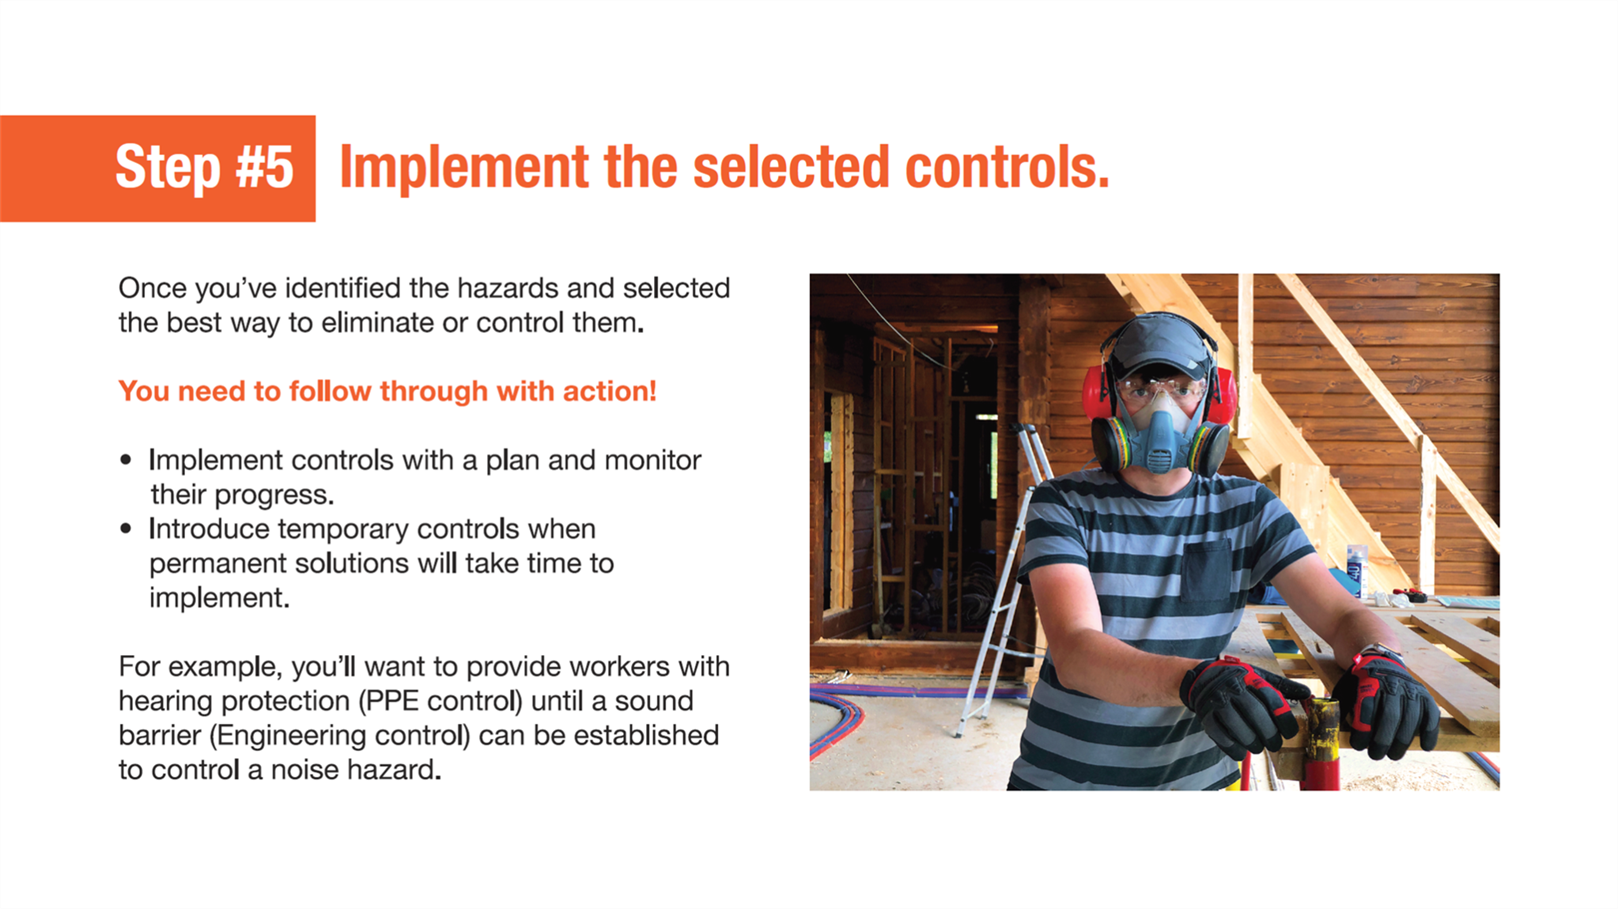 Step #5 Implement the selected controls.
Once you’ve identified the hazards and selected
the best way to eliminate or control them.
You need to follow through with action!
• Implement controls with a plan and monitor
their progress.
• Introduce temporary controls when
permanent solutions will take time to
implement.
For example, you’ll want to provide workers with
hearing protection (PPE control) until a sound
barrier (Engineering control) can be established
to control a noise hazard.